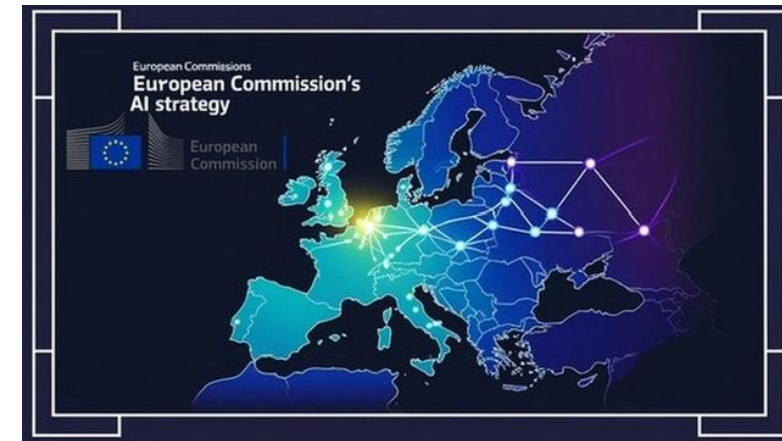 European Commissions
European Commission's
AI strategy
European
Commission